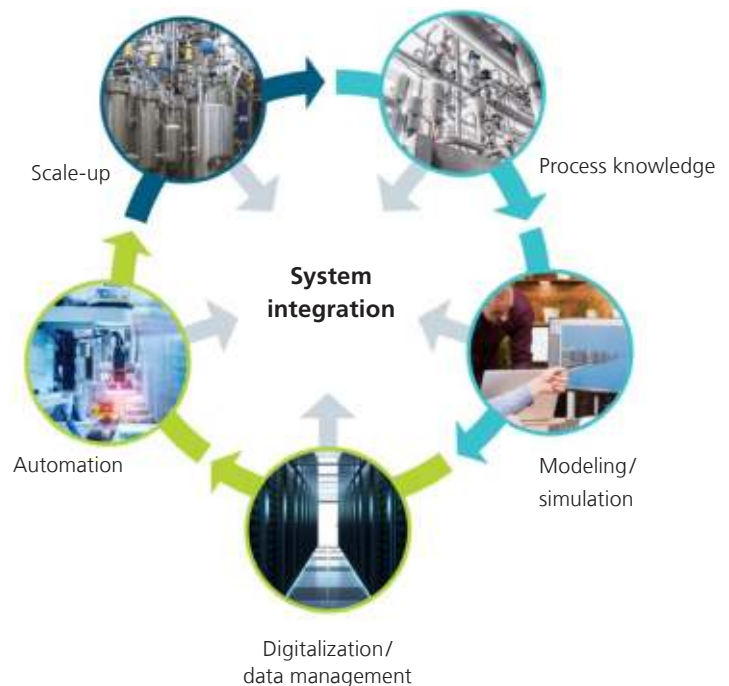 Scale-up
Process knowledge
System
integration
Automation
Modeling/
simulation
Digitalization/
data management